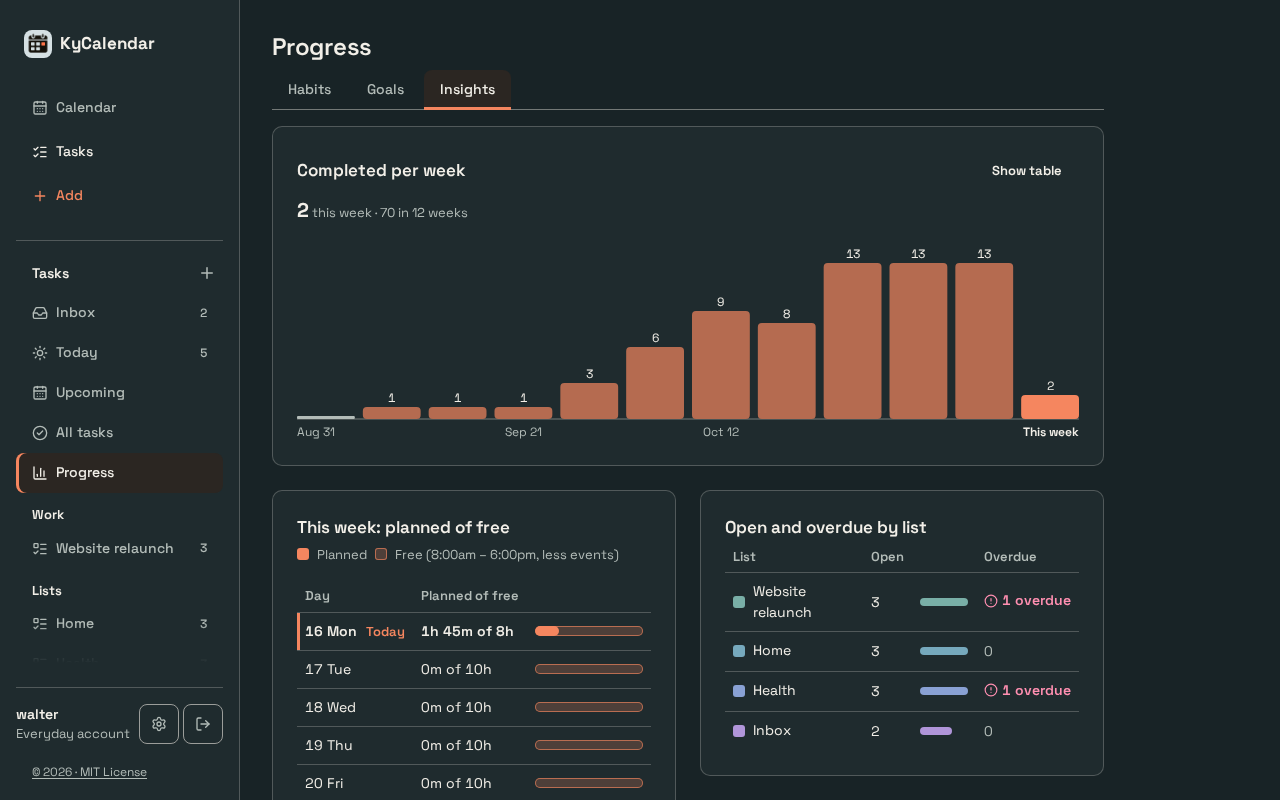 KyCalendar
Calendar
Tasks
Add
Tasks
Inbox 2
Today 5
Upcoming
All tasks
Progress
Work
Website relaunch 3
Lists
Home 3
walter
Everyday account
© 2026 · MIT License
Progress
Habits Goals Insights
Completed per week Show table
2 this week · 70 in 12 weeks
1 1 1 3 6 9 8 13 13 13 2
Aug 31 Sep 21 Oct 12 This week
This week: planned of free
Planned Free (8:00am – 6:00pm, less events)
Day Planned of free
16 Mon Today 1h 45m of 8h
17 Tue 0m of 10h
18 Wed 0m of 10h
19 Thu 0m of 10h
20 Fri 0m of 10h
Open and overdue by list
List Open Overdue
Website relaunch 3 1 overdue
Home 3 0
Health 3 1 overdue
Inbox 2 0